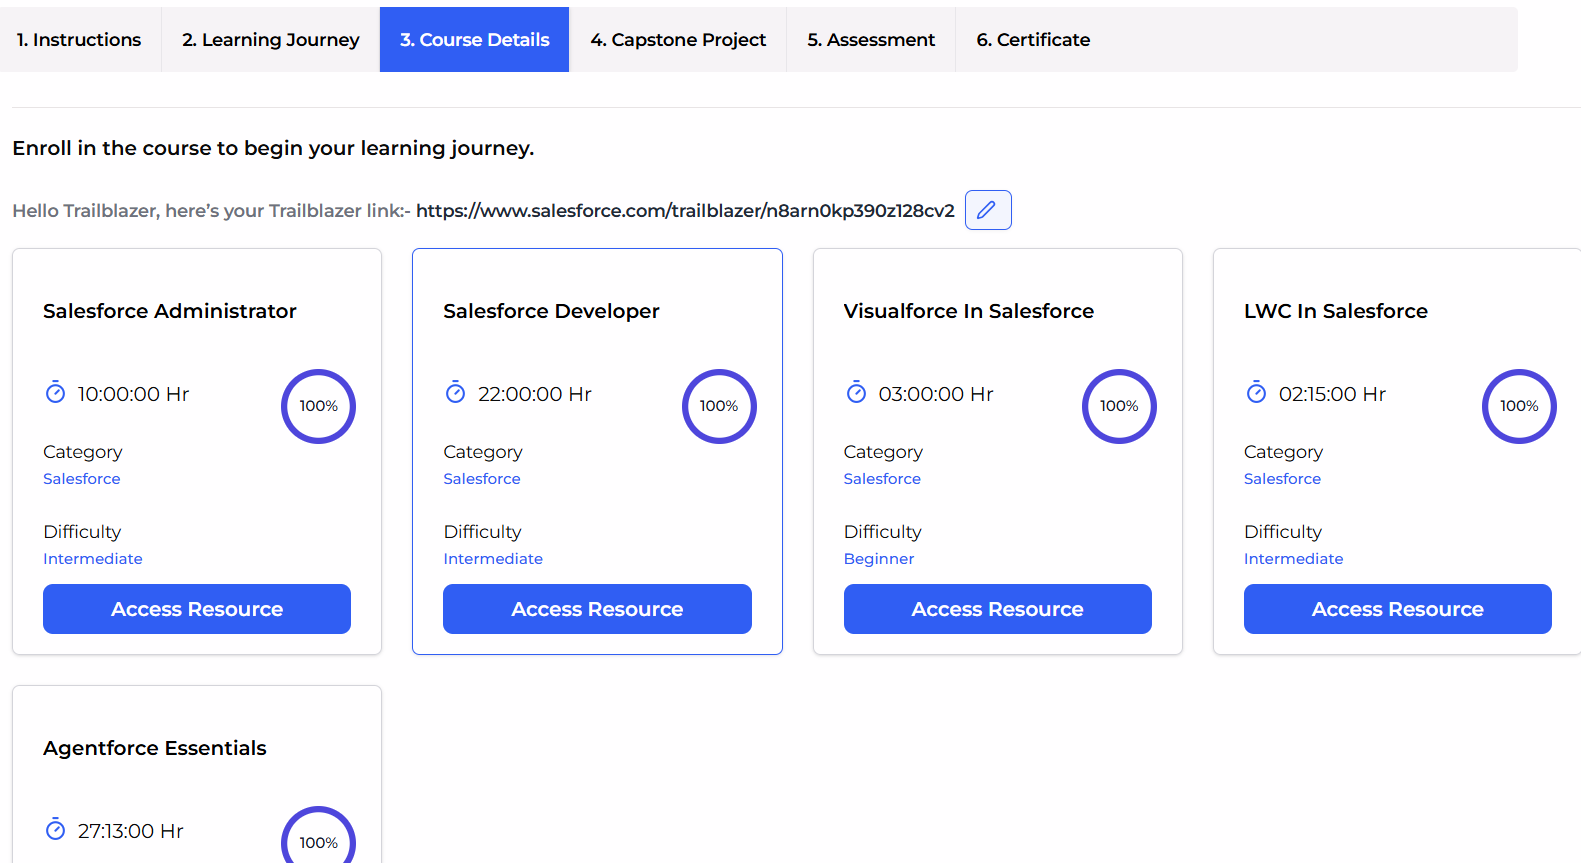 1. Instructions
2. Learning Journey
3. Course Details
4. Capstone Project
5. Assessment
6. Certificate
Enroll in the course to begin your learning journey.
Hello Trailblazer, here's your Trailblazer link:- https://www.salesforce.com/trailblazer/n8arn0kp390z128cv2
Salesforce Administrator
10:00:00 Hr
100%
Category
Salesforce
Difficulty
Intermediate
Access Resource
Salesforce Developer
22:00:00 Hr
100%
Category
Salesforce
Difficulty
Intermediate
Access Resource
Visualforce In Salesforce
03:00:00 Hr
100%
Category
Salesforce
Difficulty
Beginner
Access Resource
LWC In Salesforce
02:15:00 Hr
100%
Category
Salesforce
Difficulty
Intermediate
Access Resource
Agentforce Essentials
27:13:00 Hr
100%